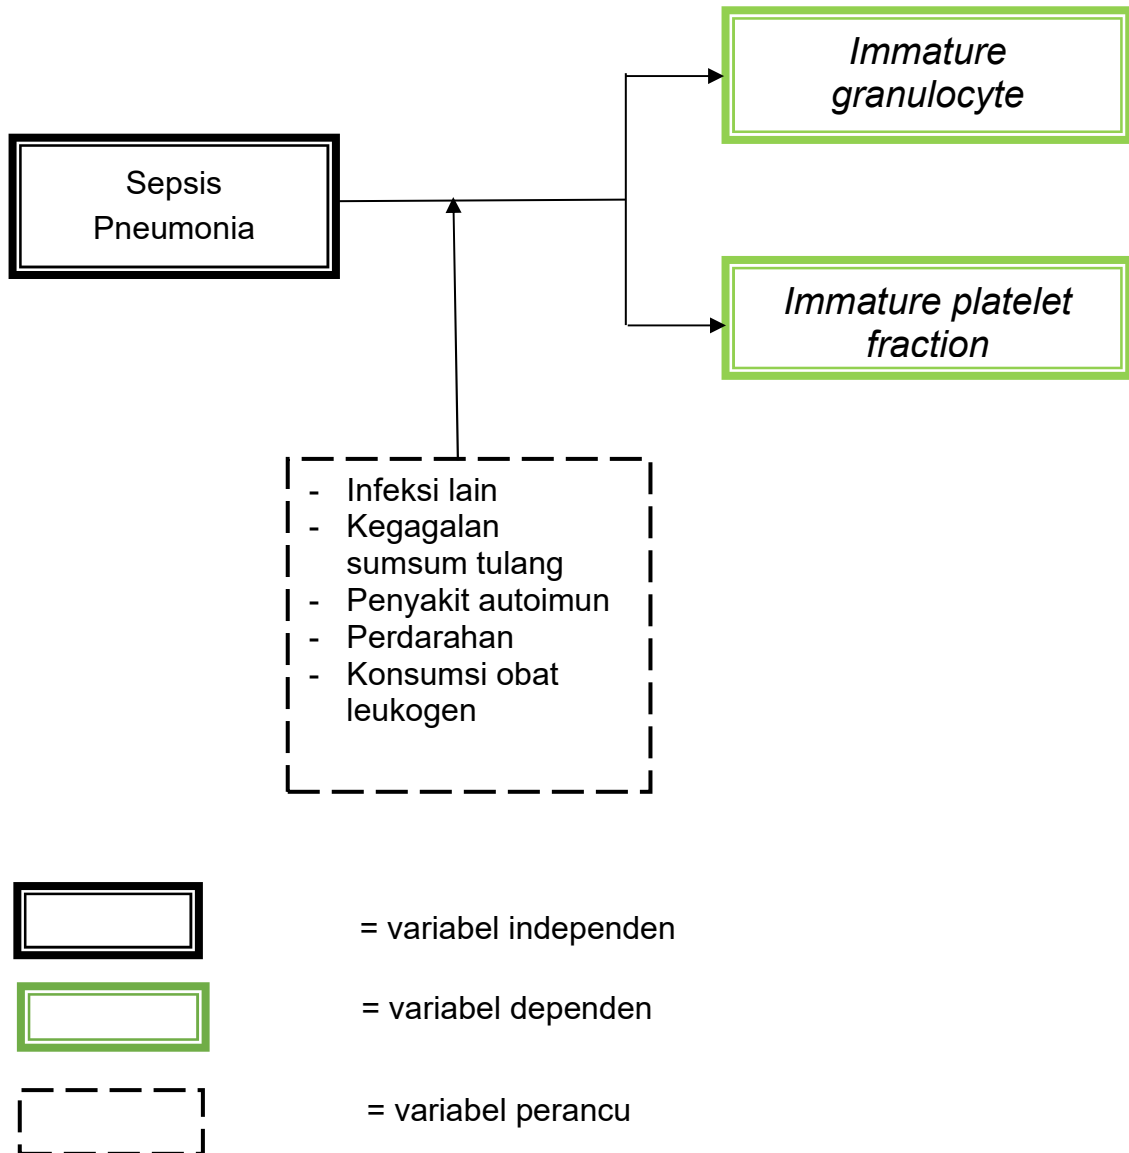 Immature
granulocyte
Sepsis
Pneumonia
Immature platelet
fraction
- Infeksi lain
- Kegagalan
sumsum tulang
- Penyakit autoimun
- Perdarahan
- Konsumsi obat
leukogen
= variabel independen
= variabel dependen
= variabel perancu